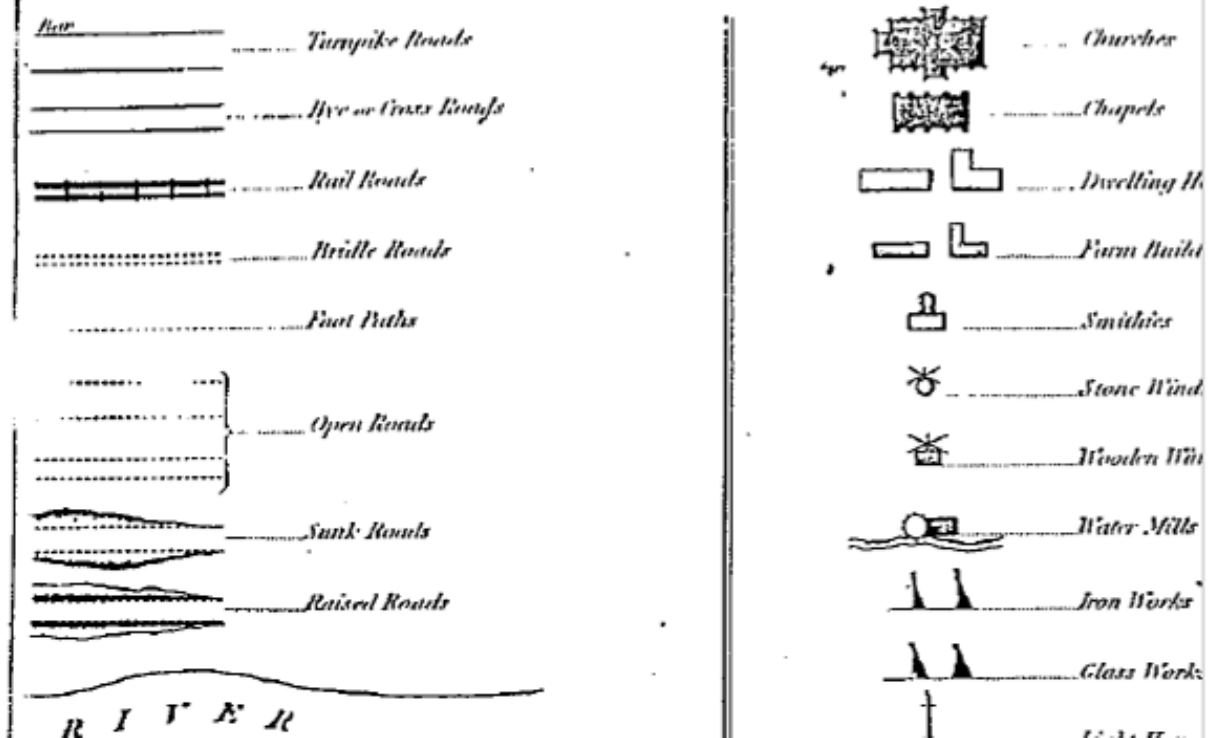 Bar
Turnpike Roads
Bye or Cross Roads
Rail Roads
Bridle Roads
Foot Paths
Open Roads
Sunk Roads
Raised Roads
RIVER
Churches
Chapels
Dwelling H
Farm Build
Smithies
Stone Wind
Wooden Win
Water Mills
Iron Works
Glass Works